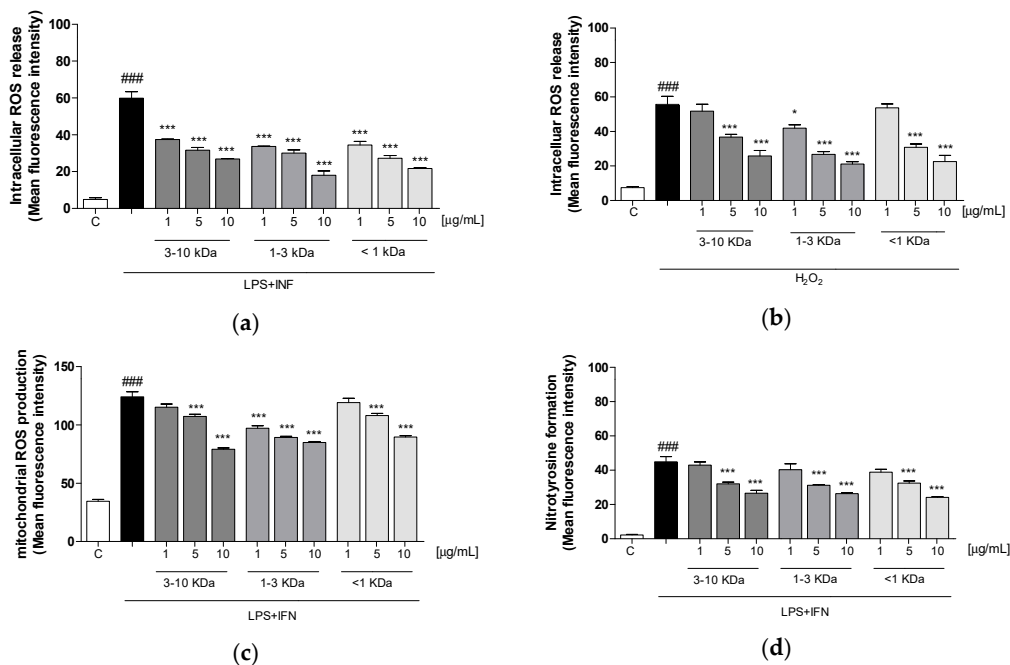 Intracellular ROS release
(Mean fluorescence intensity)
100
80
60
40
20
0
###
*** *** *** *** *** *** *** *** ***
C 1 5 10 1 5 10 1 5 10 [µg/mL]
3-10 kDa 1-3 kDa < 1 kDa
LPS+INF
(a)
Intracelluar ROS release
(Mean fluorescence intensity)
100
80
60
40
20
0
###
*** *** * *** *** *** ***
C 1 5 10 1 5 10 1 5 10 [µg/mL]
3-10 KDa 1-3 KDa <1 KDa
H₂O₂
(b)
mitochondrial ROS production
(Mean fluorescence intensity)
150
100
50
0
###
*** *** *** *** *** *** ***
C 1 5 10 1 5 10 1 5 10 [µg/mL]
3-10 KDa 1-3 KDa <1 KDa
LPS+IFN
(c)
Nitrotyrosine formation
(Mean fluorescence intensity)
100
80
60
40
20
0
###
*** *** *** *** *** ***
C 1 5 10 1 5 10 1 5 10 [µg/mL]
3-10 KDa 1-3 KDa <1 KDa
LPS+IFN
(d)